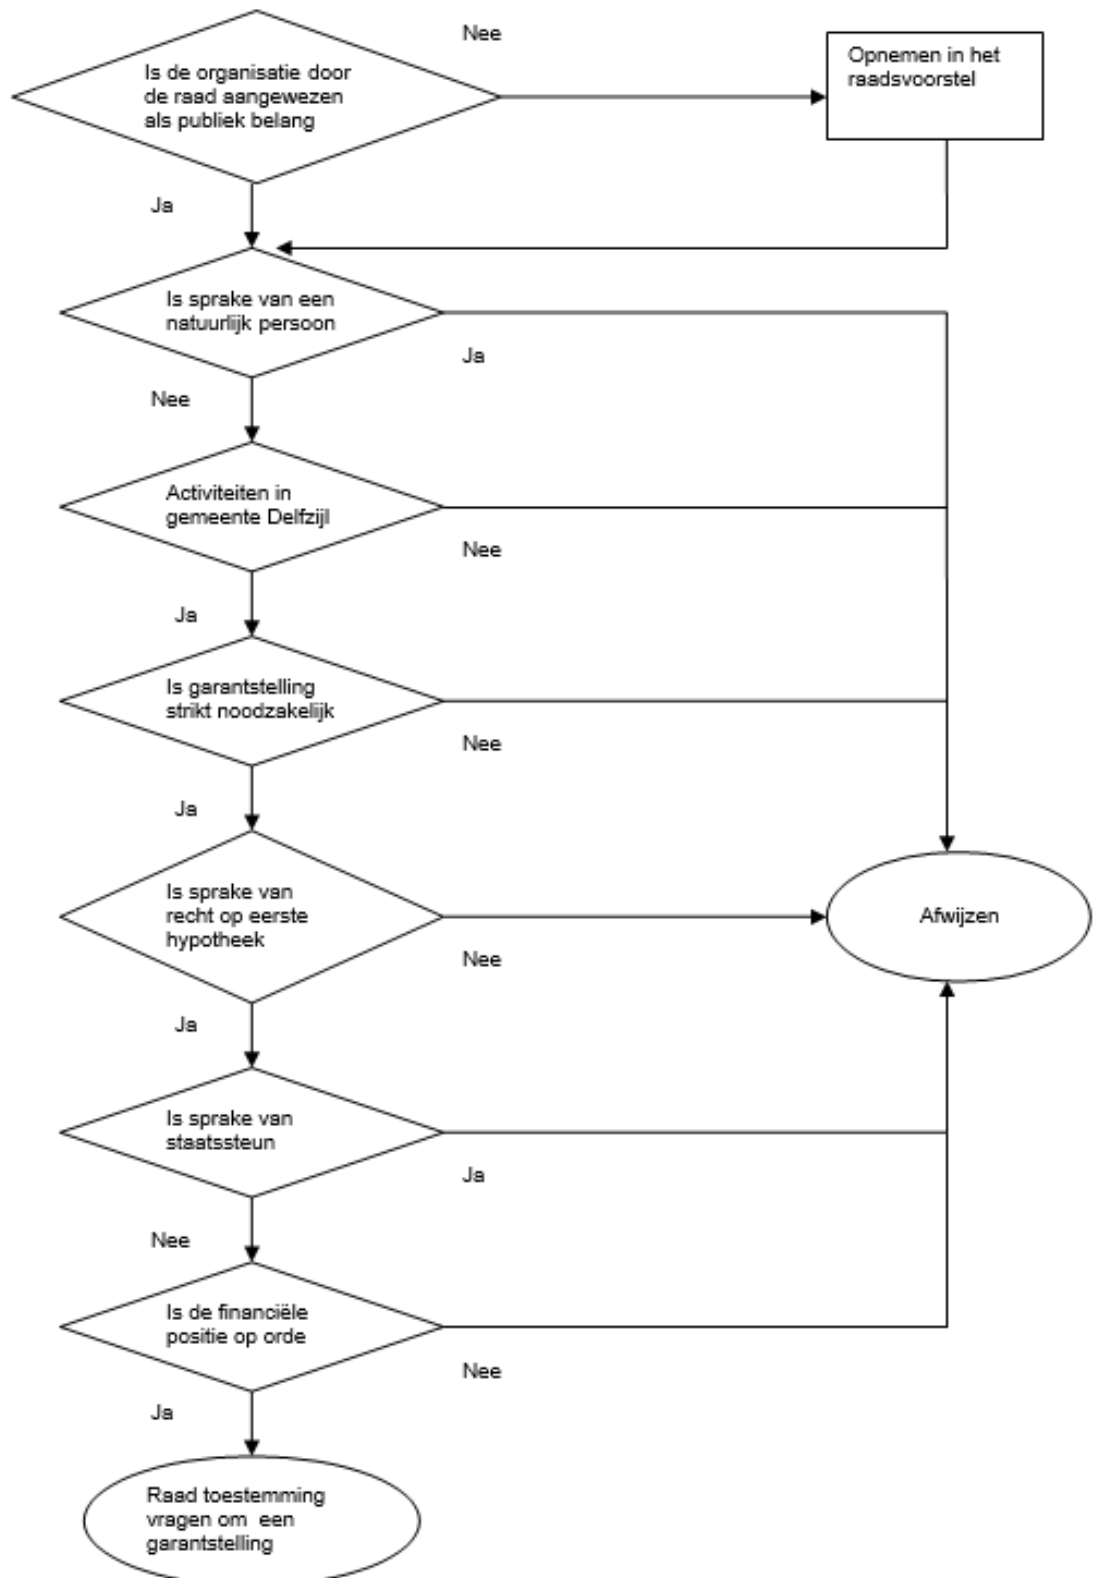 Nee
Is de organisatie door
de raad aangewezen
als publiek belang
Opnemen in het
raadsvoorstel
Ja
Is sprake van een
natuurlijk persoon
Ja
Nee
Activiteiten in
gemeente Delfzijl
Nee
Ja
Is garantstelling
strikt noodzakelijk
Nee
Ja
Is sprake van
recht op eerste
hypotheek
Afwijzen
Nee
Ja
Is sprake van
staatssteun
Ja
Nee
Is de financiële
positie op orde
Nee
Ja
Raad toestemming
vragen om een
garantstelling